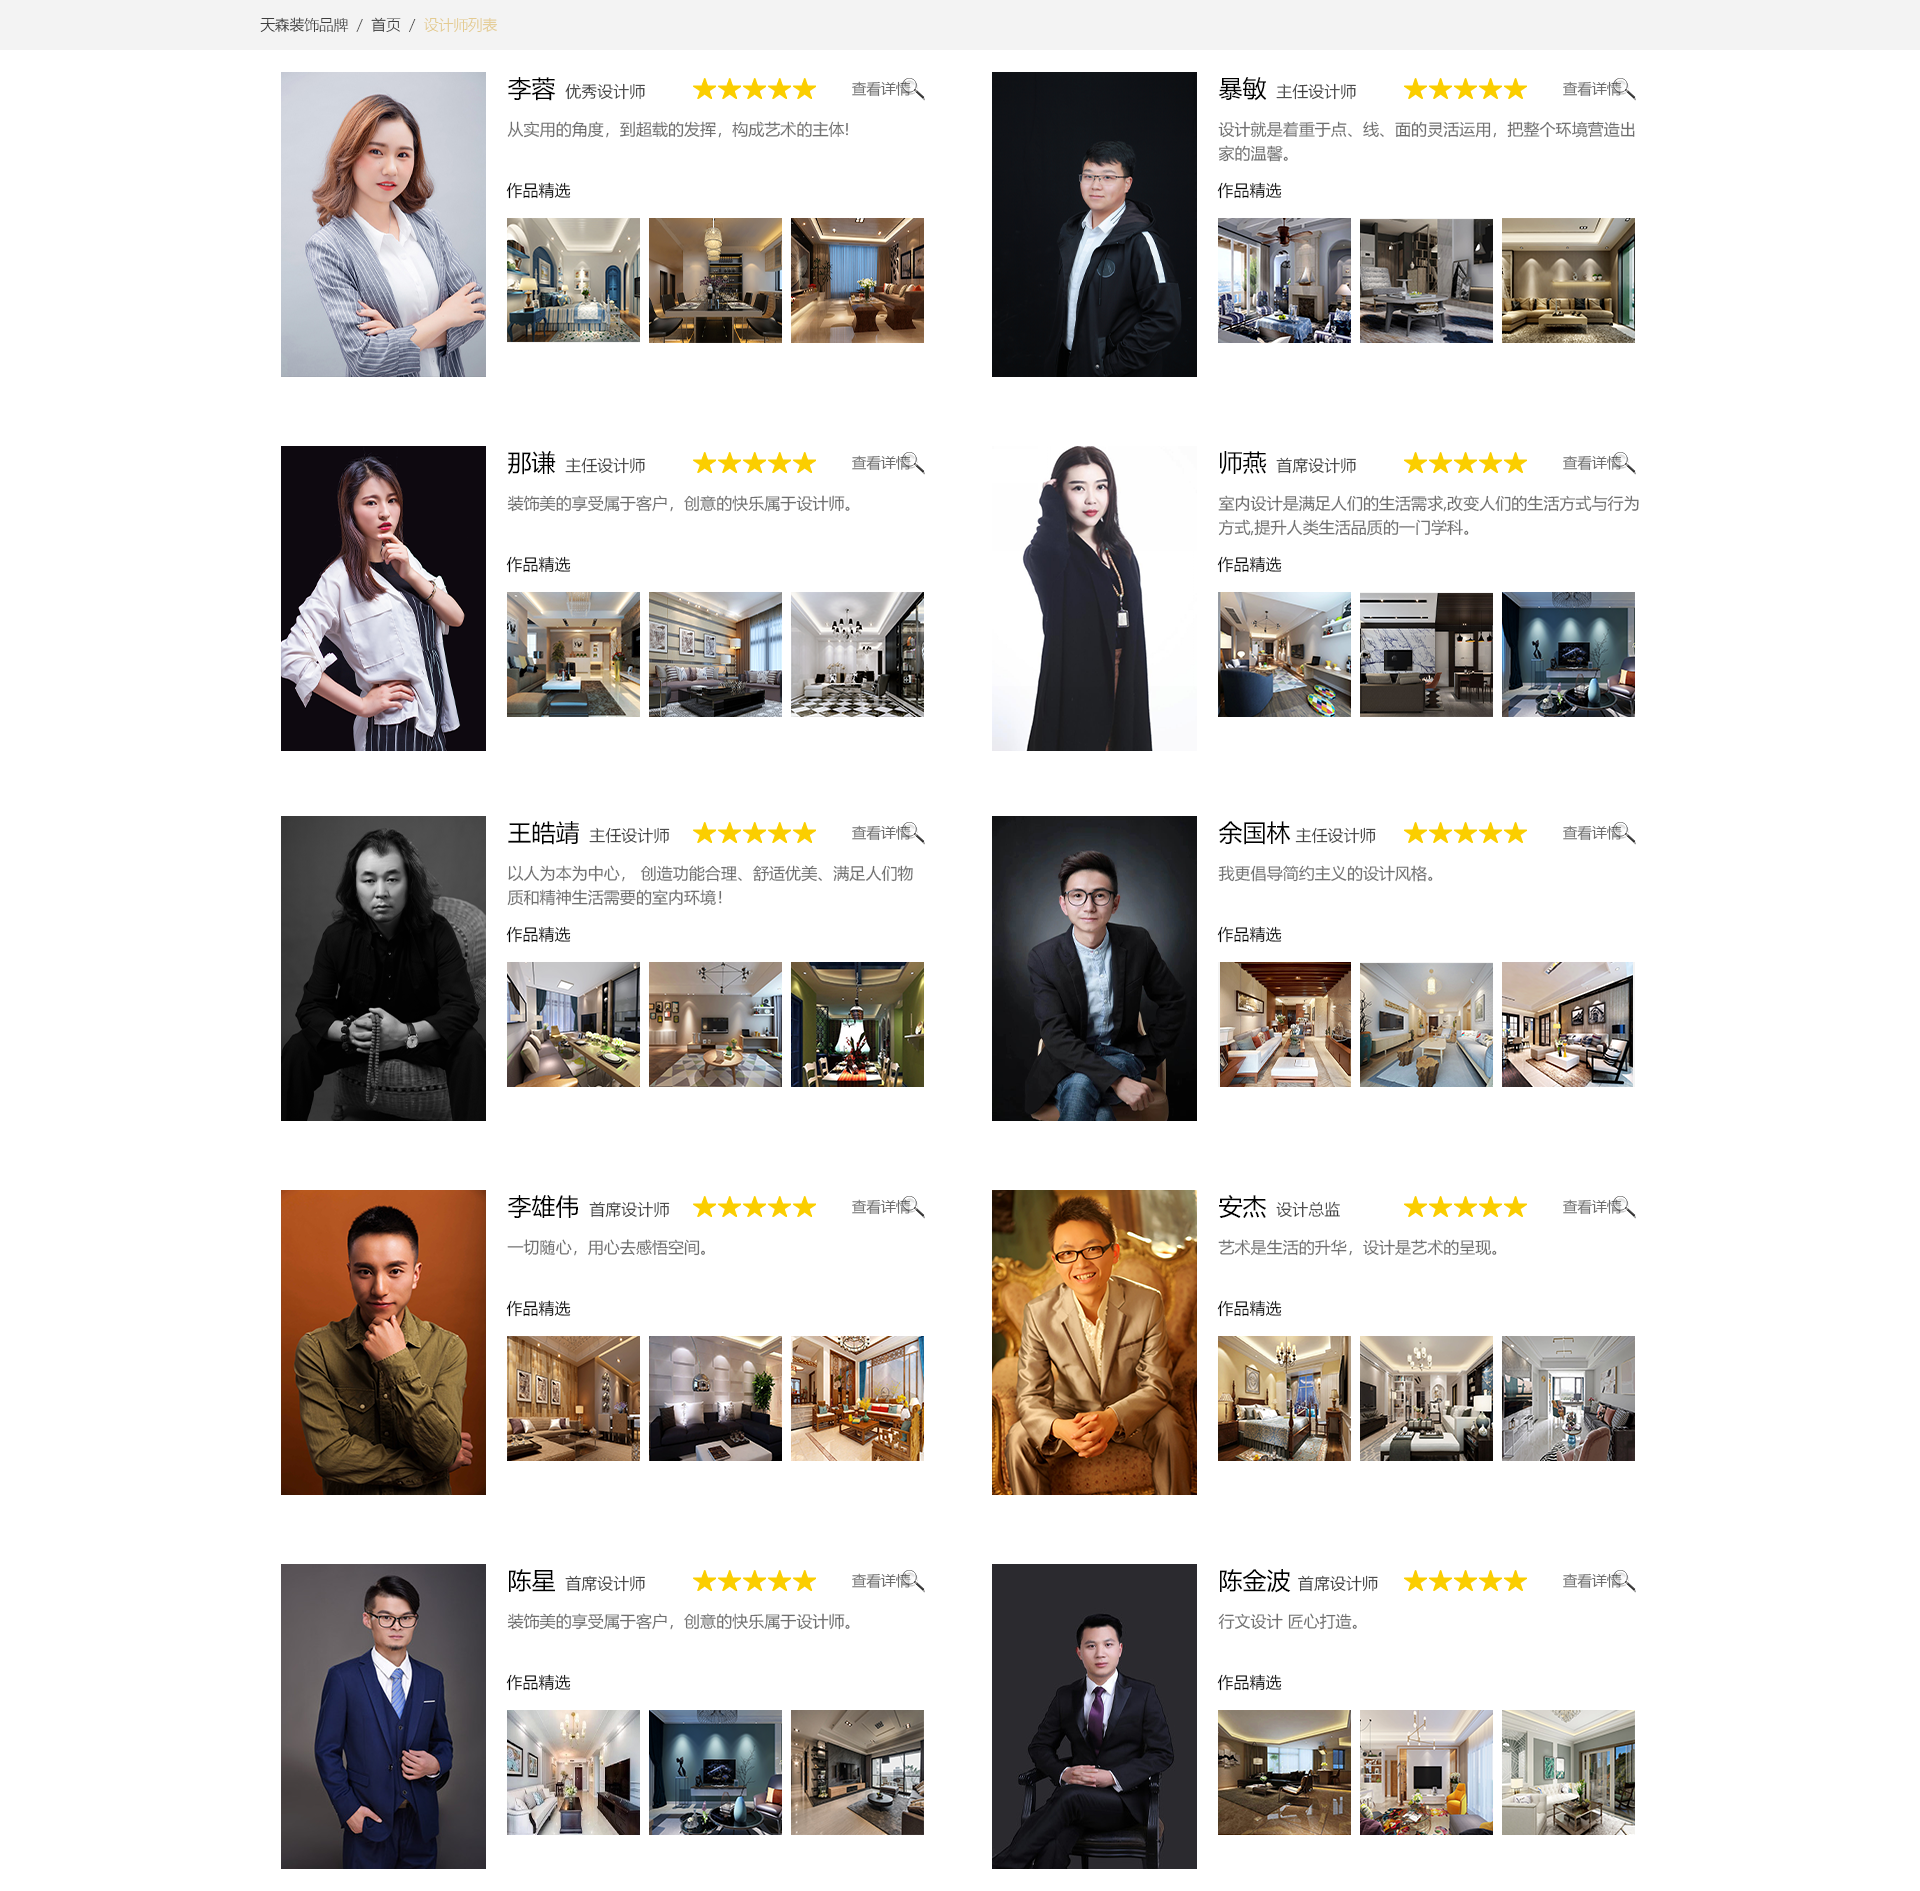 天森装饰品牌 / 首页 / 设计师列表
李蓉 优秀设计师 查看详情
从实用的角度，到超载的发挥，构成艺术的主体!
作品精选
暴敏 主任设计师 查看详情
设计就是着重于点、线、面的灵活运用，把整个环境营造出
家的温馨。
作品精选
那谦 主任设计师 查看详情
装饰美的享受属于客户，创意的快乐属于设计师。
作品精选
师燕 首席设计师 查看详情
室内设计是满足人们的生活需求,改变人们的生活方式与行为
方式,提升人类生活品质的一门学科。
作品精选
王皓靖 主任设计师 查看详情
以人为本为中心， 创造功能合理、舒适优美、满足人们物
质和精神生活需要的室内环境！
作品精选
余国林 主任设计师 查看详情
我更倡导简约主义的设计风格。
作品精选
李雄伟 首席设计师 查看详情
一切随心，用心去感悟空间。
作品精选
安杰 设计总监 查看详情
艺术是生活的升华，设计是艺术的呈现。
作品精选
陈星 首席设计师 查看详情
装饰美的享受属于客户，创意的快乐属于设计师。
作品精选
陈金波 首席设计师 查看详情
行文设计 匠心打造。
作品精选